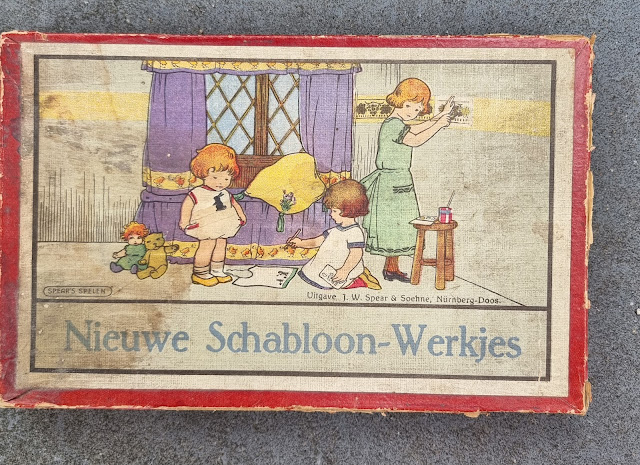 SPEAR'S SPELEN
Uitgave J. W. Spear & Soehne, Nürnberg-Doos.
Nieuwe Schabloon-Werkjes